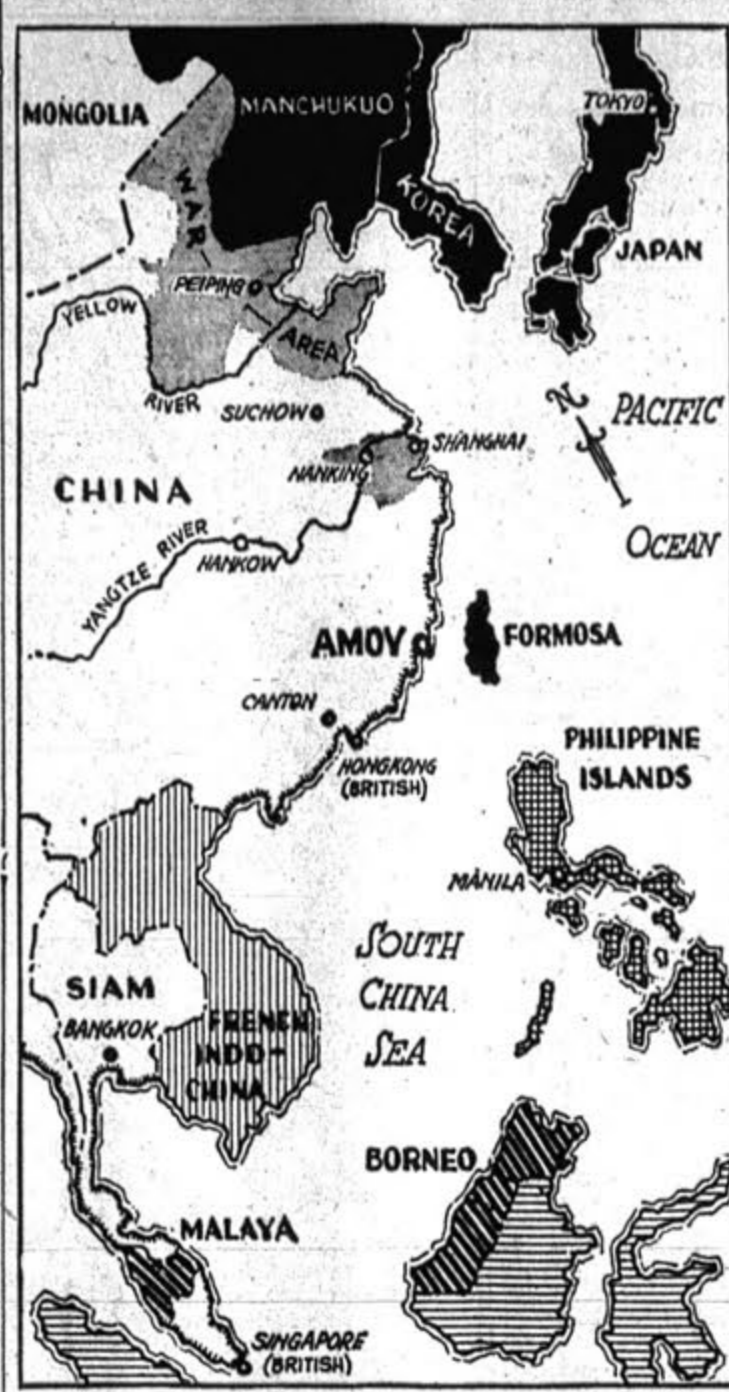 MONGOLIA
MANCHUKUO
TOKYO
WAR
AREA
KOREA
JAPAN
PEIPING
YELLOW
RIVER
SUCHOW
PACIFIC
OCEAN
N
SHANGHAI
NANKING
CHINA
YANGTZE RIVER
HANKOW
AMOY
FORMOSA
CANTON
HONGKONG
(BRITISH)
PHILIPPINE
ISLANDS
MANILA
SOUTH
CHINA
SEA
SIAM
BANGKOK
FRENCH
INDO-
CHINA
BORNEO
MALAYA
SINGAPORE
(BRITISH)